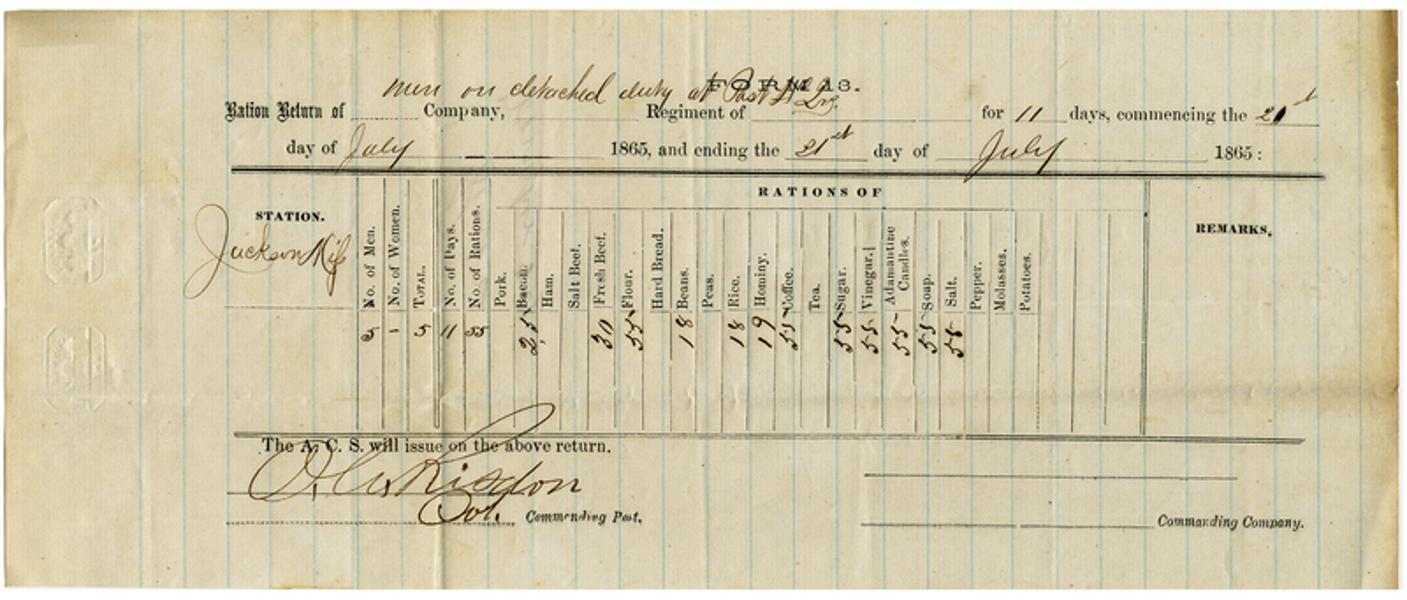 FORM 13.
men on detached duty at Post Hd Qrs.
Ration Return of Company, Regiment of for 11 days, commencing the 21st
day of July 1865, and ending the 21st day of July 1865:
RATIONS OF
STATION. No. of Men. No. of Women. TOTAL. No. of Days. No. of Rations. Pork. Bacon. Ham. Salt Beef. Fresh Beef. Flour. Hard Bread. Beans. Peas. Rice. Hominy. Coffee. Tea. Sugar. Vinegar. Adamantine Candles. Soap. Salt. Pepper. Molasses. Potatoes. REMARKS.
Jackson Miss
5 - 5 11 55 25 30 55 18 18 19 55 55 55 55 55 55
The A. C. S. will issue on the above return.
O. C. Risdon
Col. Commanding Post. Commanding Company.